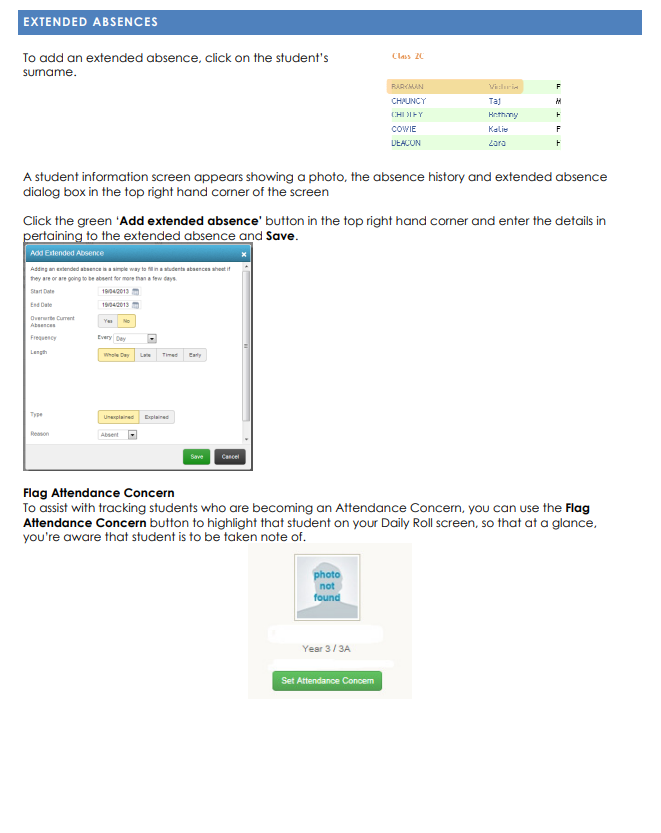 EXTENDED ABSENCES
To add an extended absence, click on the student's
surname.
Class 2C
BARKMAN Victoria F
CHAUNCY Taj M
Bethany F
COWIE Katie F
DEACON Zara F
A student information screen appears showing a photo, the absence history and extended absence
dialog box in the top right hand corner of the screen
Click the green 'Add extended absence' button in the top right hand corner and enter the details in
pertaining to the extended absence and Save.
Add Extended Absence x
Adding an extended absence is a simple way to fill in a students absences sheet if
they are or are going to be absent for more than a few days.
Start Date 19/04/2013
End Date 19/04/2013
Overwrite Current
Absences Yes No
Frequency Every Day
Length Whole Day Late Timed Early
Type Unexplained Explained
Reason Absent
Save Cancel
Flag Attendance Concern
To assist with tracking students who are becoming an Attendance Concern, you can use the Flag
Attendance Concern button to highlight that student on your Daily Roll screen, so that at a glance,
you're aware that student is to be taken note of.
photo
not
found
Year 3 / 3A
Set Attendance Concern